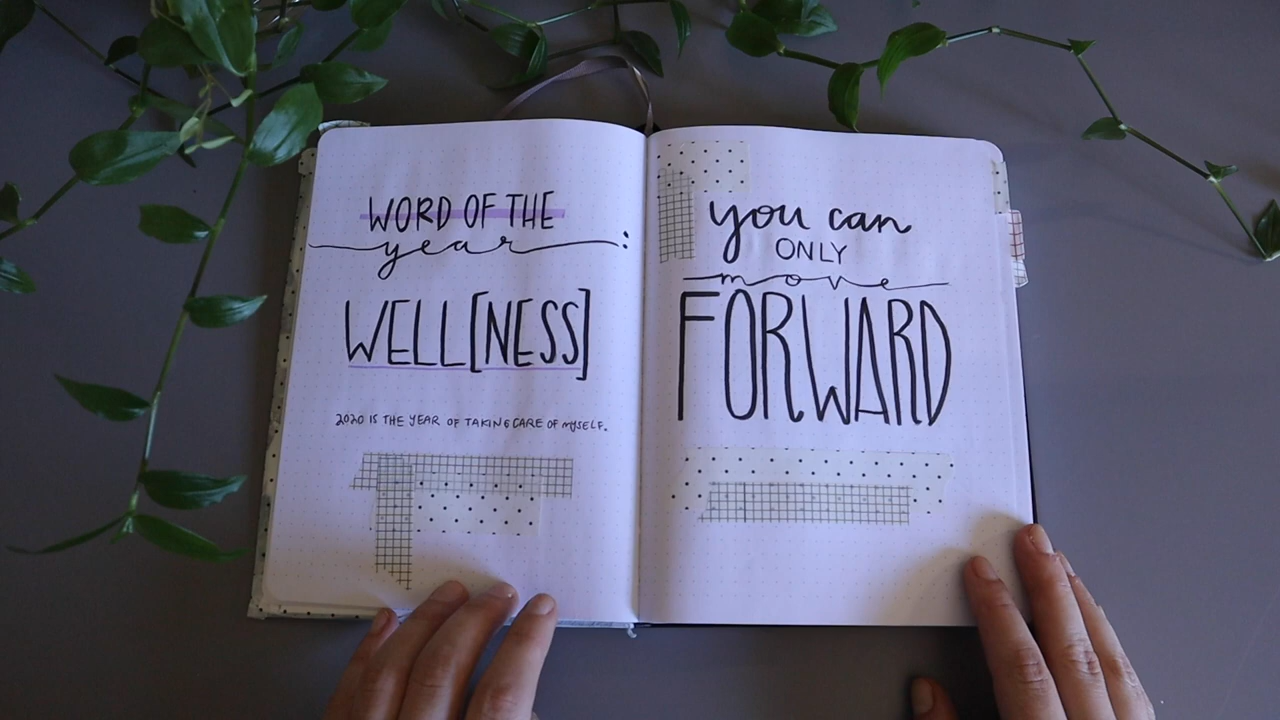 WORD OF THE
year:
WELL[NESS]
2020 IS THE YEAR OF TAKING CARE OF MYSELF.
you can
ONLY
move
FORWARD